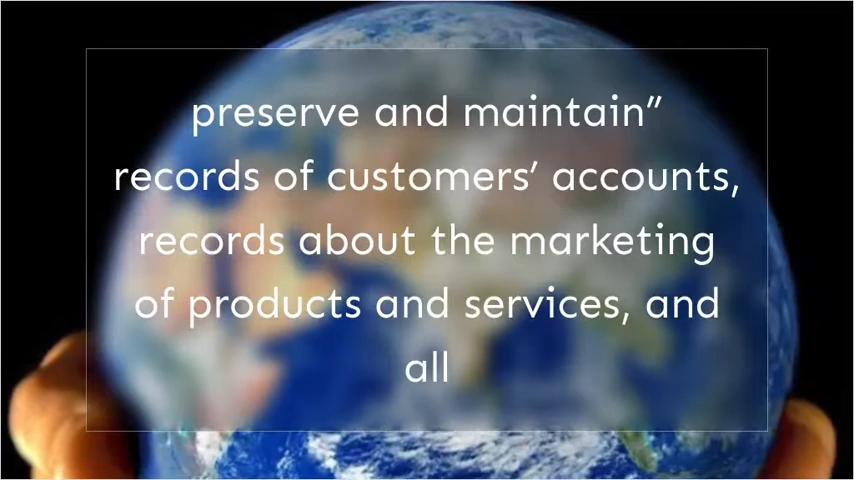 preserve and maintain”
records of customers’ accounts,
records about the marketing
of products and services, and
all